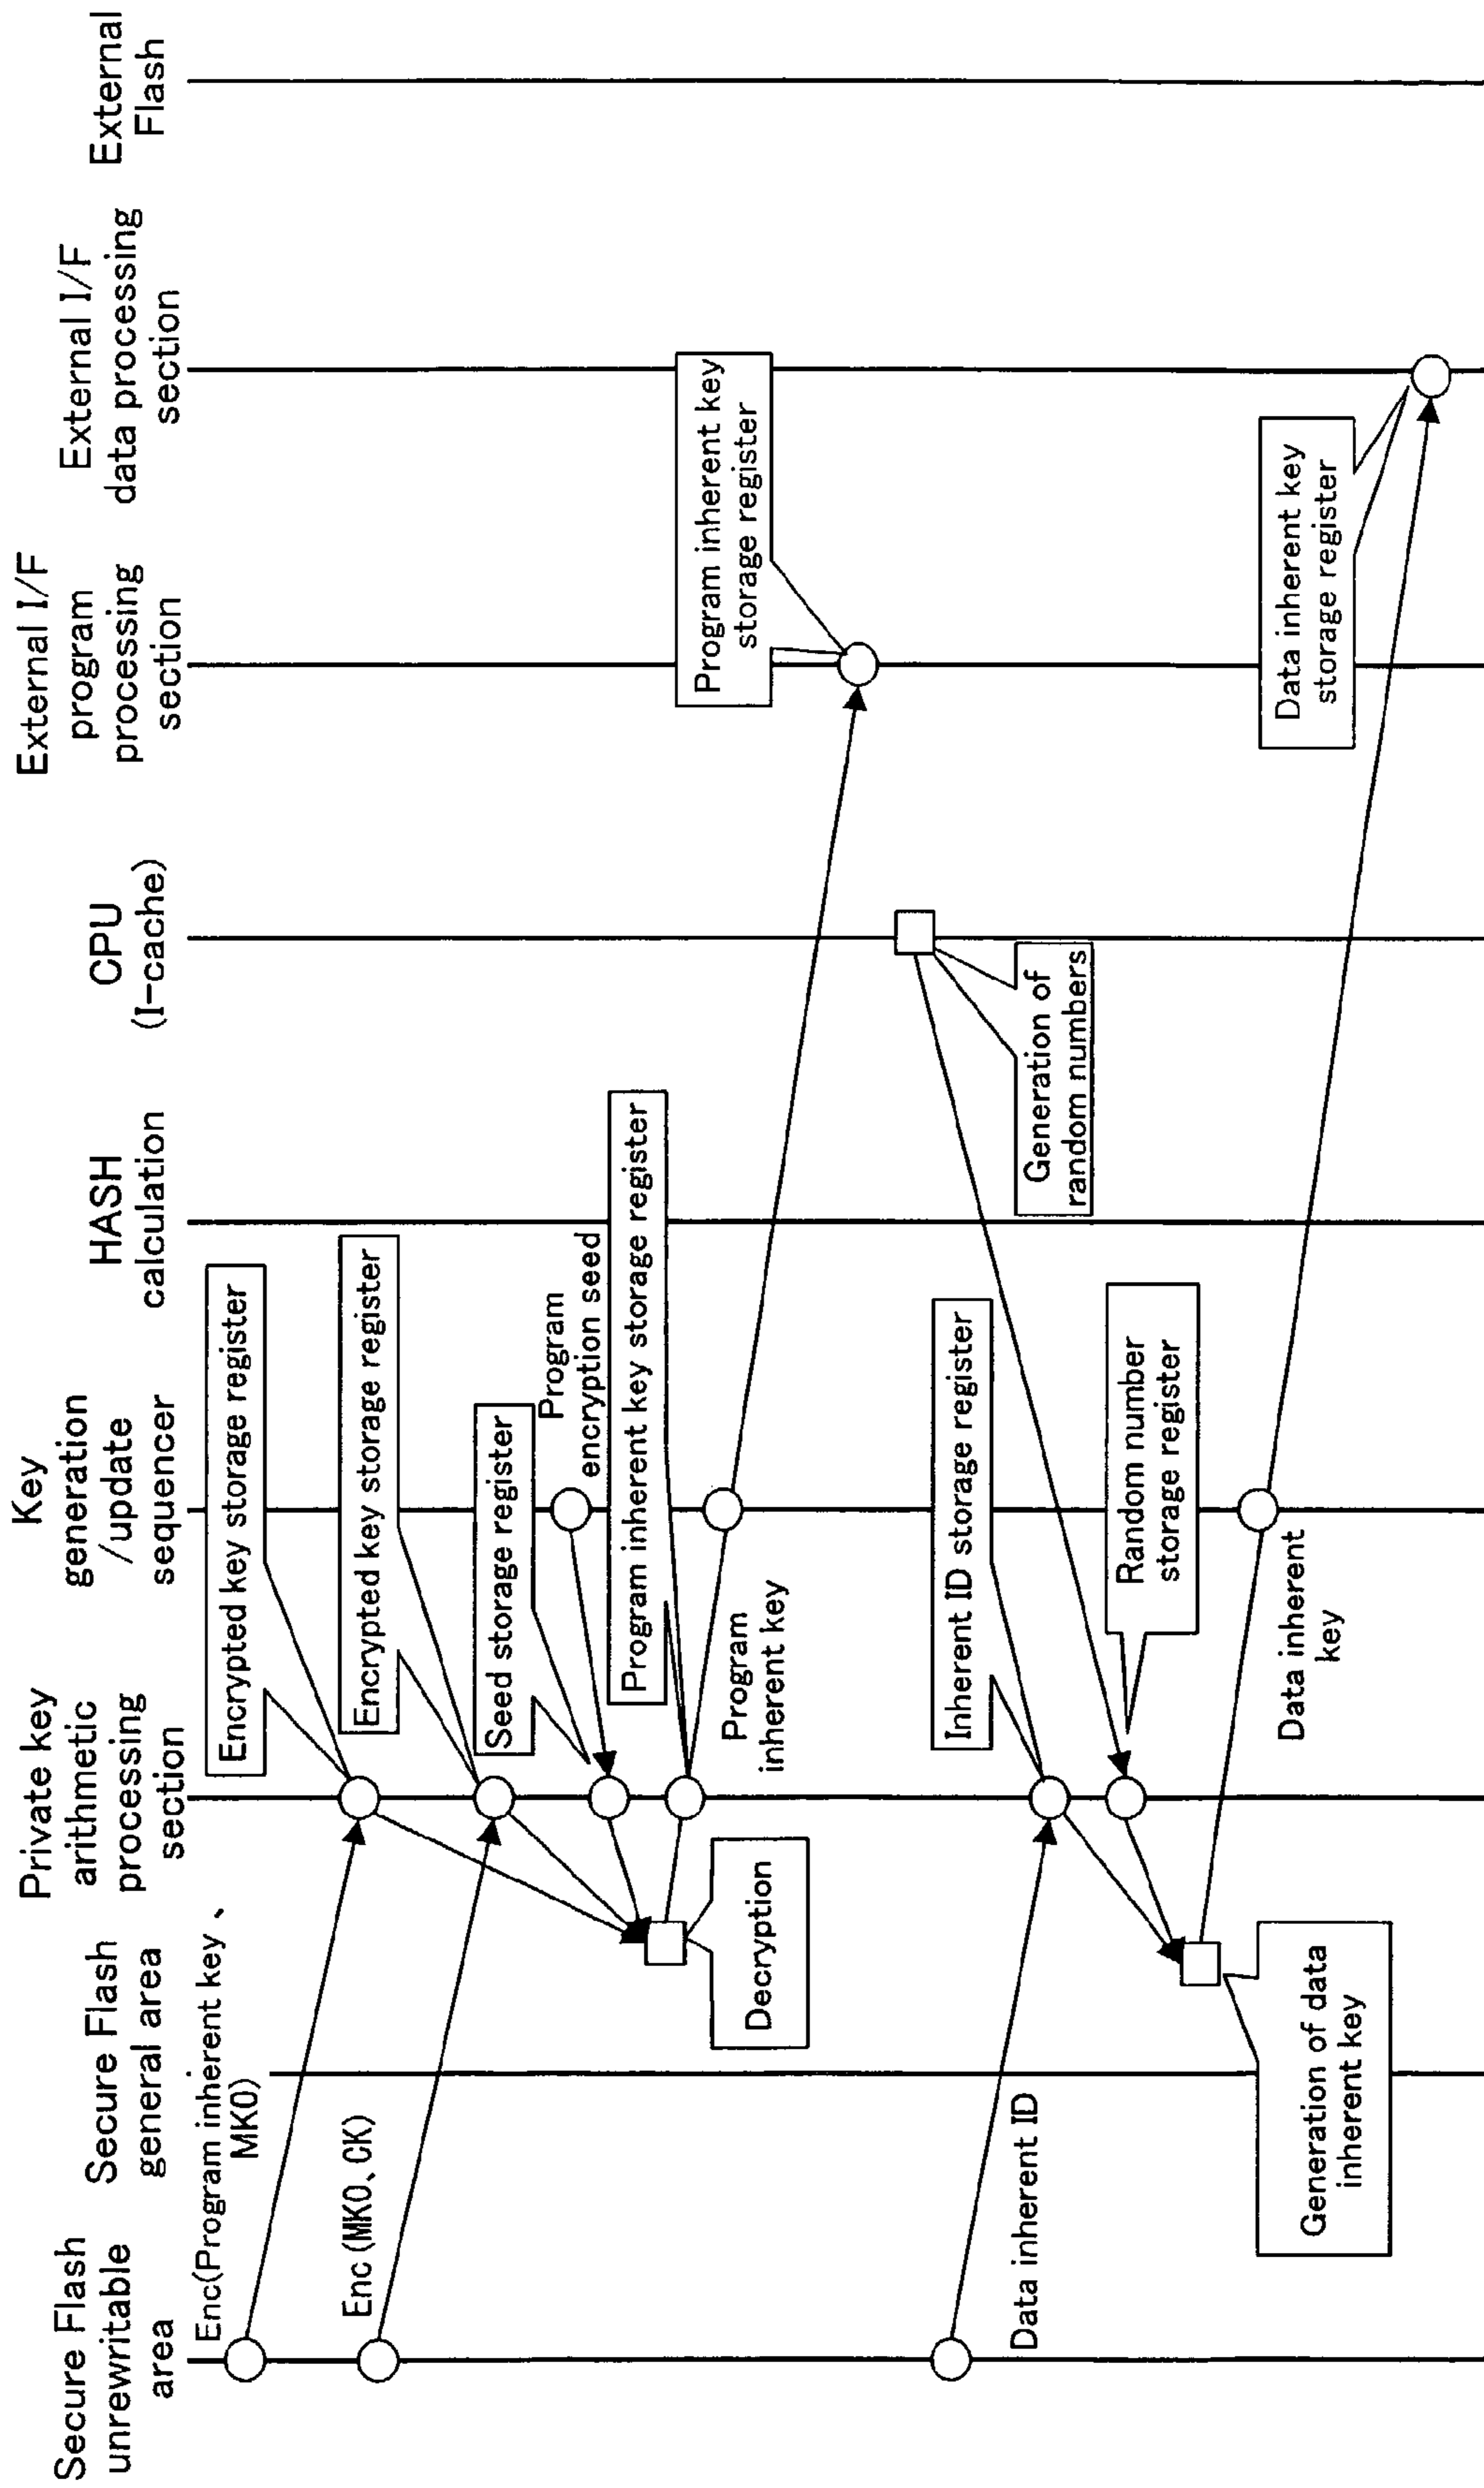 Secure Flash
unrewritable
area
Secure Flash
general area
Private key
arithmetic
processing
section
Key
generation
/update
sequencer
HASH
calculation
CPU
(I-cache)
External I/F
program
processing
section
External I/F
data processing
section
External
Flash
Enc(Program inherent key、
MK0)
Encrypted key storage register
Enc(MK0、CK)
Encrypted key storage register
Seed storage register
Program
encryption seed
Program inherent key storage register
Decryption
Program
inherent key
Program inherent key
storage register
Generation of
random numbers
Data inherent ID
Inherent ID storage register
Random number
storage register
Generation of data
inherent key
Data inherent
key
Data inherent key
storage register